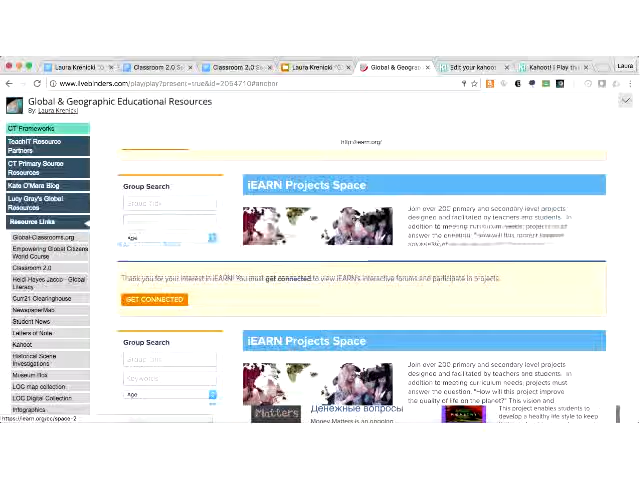 Laura Krenicki
Classroom 2.0
Classroom 2.0
Laura Krenicki
Global & Geograp
Edit your kahoot
Kahoot! | Play thi
Laura
www.livebinders.com/play/play?present=true&id=2054710#anchor
Global & Geographic Educational Resources
By: Laura Krenicki
CT Frameworks
TeachIT Resource
Partners
CT Primary Source
Resources
Kate O'Mara Blog
Lucy Gray's Global
Resources
Resource Links
Global-Classrooms.org
Empowering Global Citizens
World Course
Classroom 2.0
Heidi Hayes Jacob - Global
Literacy
Curr21 Clearinghouse
NewspaperMap
Student News
Letters of Note
Kahoot
Historical Scene
Investigations
Museum Box
LOC map collection
LOC Digital Collection
Infographics
https://iearn.org/cc/space-2
http://iearn.org/
Group Search
Group Title
Age
iEARN Projects Space
Join over 200 primary and secondary level projects
designed and facilitated by teachers and students. In
addition to meeting curriculum needs, projects must
answer the question, "How will this project
Thank you for your interest in iEARN! You must get connected to view iEARN's interactive forums and participate in projects.
GET CONNECTED
Group Search
Group Title
Keywords
Age
iEARN Projects Space
Join over 200 primary and secondary level projects
designed and facilitated by teachers and students. In
addition to meeting curriculum needs, projects must
answer the question, "How will this project improve
the quality of life on the planet?" This vision and
Matters
Денежные вопросы
Money Matters is an ongoing
This project enables students to
develop a healthy life style to keep